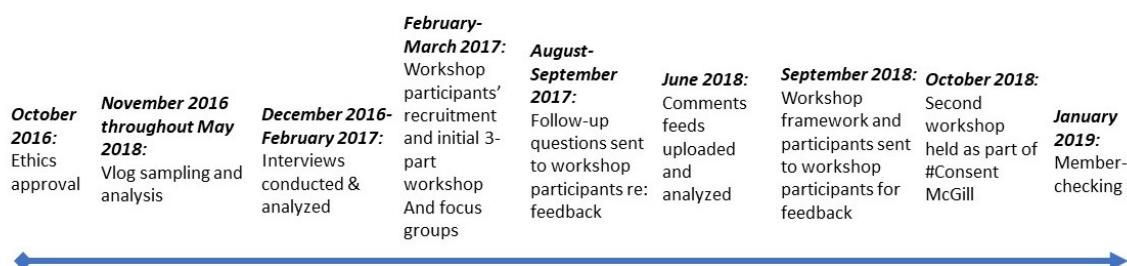 October
2016:
Ethics
approval
November 2016
throughout May
2018:
Vlog sampling and
analysis
December 2016-
February 2017:
Interviews
conducted &
analyzed
February-
March 2017:
Workshop
participants’
recruitment
and initial 3-
part
workshop
And focus
groups
August-
September
2017:
Follow-up
questions sent
to workshop
participants re:
feedback
June 2018:
Comments
feeds
uploaded
and
analyzed
September 2018:
Workshop
framework and
participants sent
to workshop
participants for
feedback
October 2018:
Second
workshop
held as part of
#Consent
McGill
January
2019:
Member-
checking